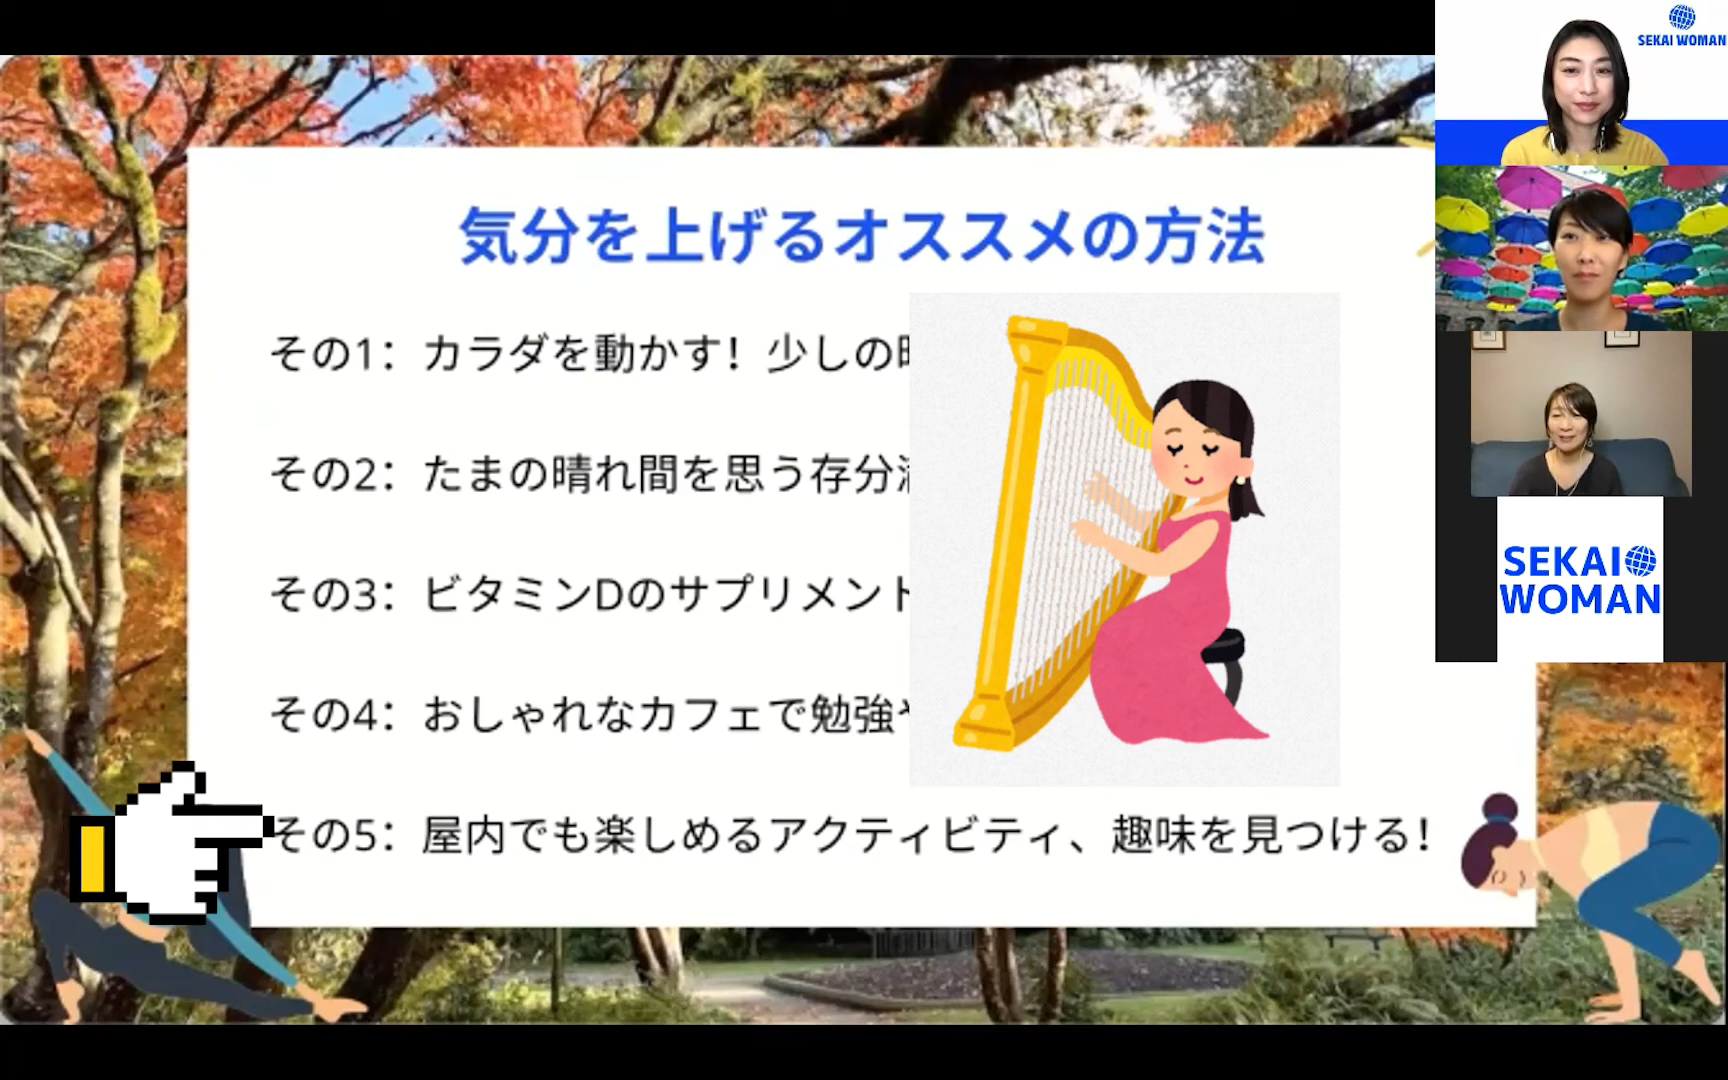 気分を上げるオススメの方法
その1：カラダを動かす！少しの
その2：たまの晴れ間を思う存分
その3：ビタミンDのサプリメント
その4：おしゃれなカフェで勉強
その5：屋内でも楽しめるアクティビティ、趣味を見つける！
SEKAI WOMAN
SEKAI
WOMAN